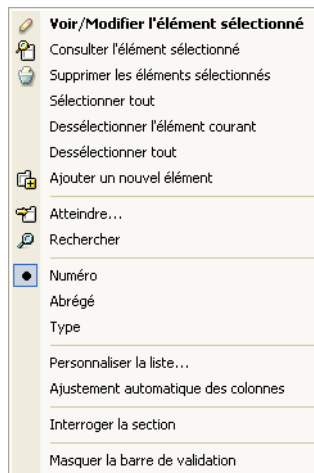 Voir/Modifier l'élément sélectionné
Consulter l'élément sélectionné
Supprimer les éléments sélectionnés
Sélectionner tout
Dessélectionner l'élément courant
Dessélectionner tout
Ajouter un nouvel élément
Atteindre...
Rechercher
Numéro
Abrégé
Type
Personnaliser la liste...
Ajustement automatique des colonnes
Interroger la section
Masquer la barre de validation